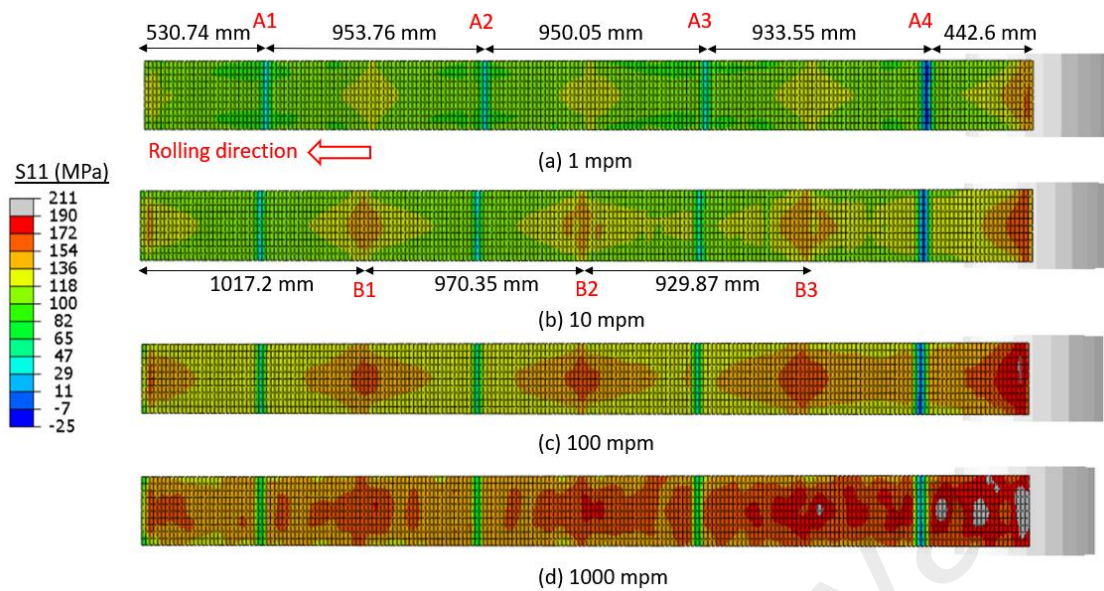 A1 A2 A3 A4
530.74 mm 953.76 mm 950.05 mm 933.55 mm 442.6 mm
Rolling direction
(a) 1 mpm
S11 (MPa)
211
190
172
154
136
118
100
82
65
47
29
11
-7
-25
1017.2 mm 970.35 mm 929.87 mm
B1 B2 B3
(b) 10 mpm
(c) 100 mpm
(d) 1000 mpm